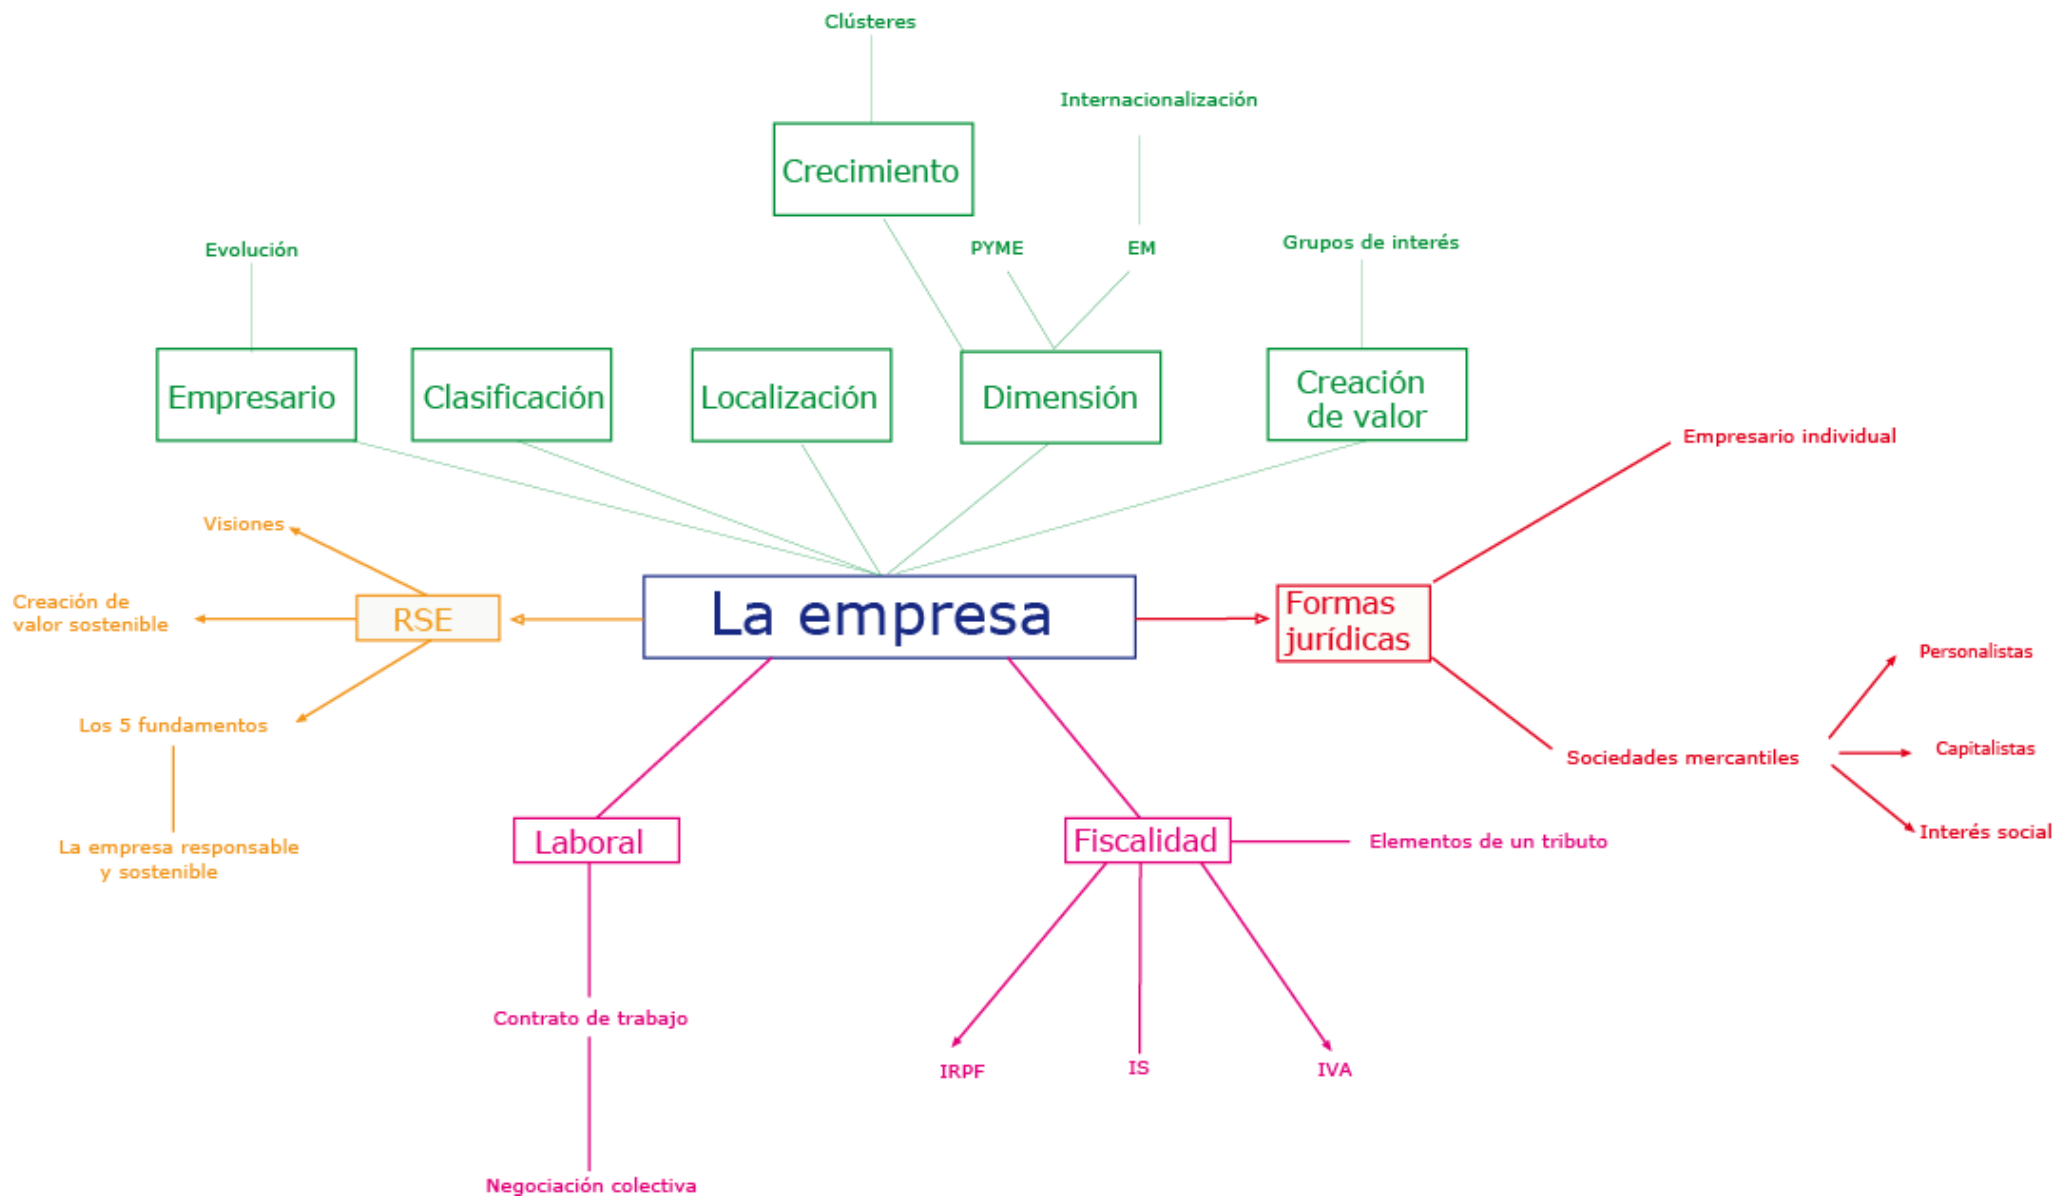 Clústeres
Internacionalización
Crecimiento
Evolución
PYME
EM
Grupos de interés
Empresario
Clasificación
Localización
Dimensión
Creación
de valor
Empresario individual
Visiones
Creación de
valor sostenible
RSE
La empresa
Formas
jurídicas
Personalistas
Los 5 fundamentos
Sociedades mercantiles
Capitalistas
Interés social
La empresa responsable
y sostenible
Laboral
Fiscalidad
Elementos de un tributo
Contrato de trabajo
IRPF
IS
IVA
Negociación colectiva